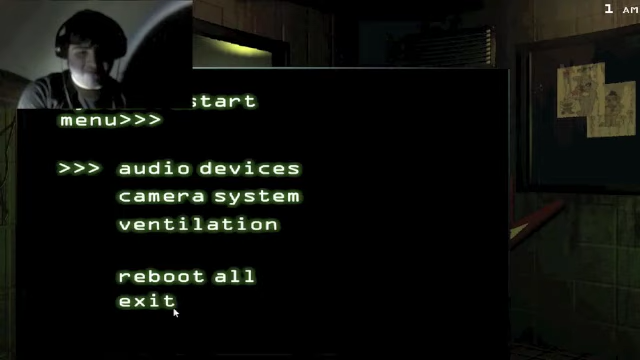 1 AM
start
menu>>>
>>> audio devices
camera system
ventilation
reboot all
exit